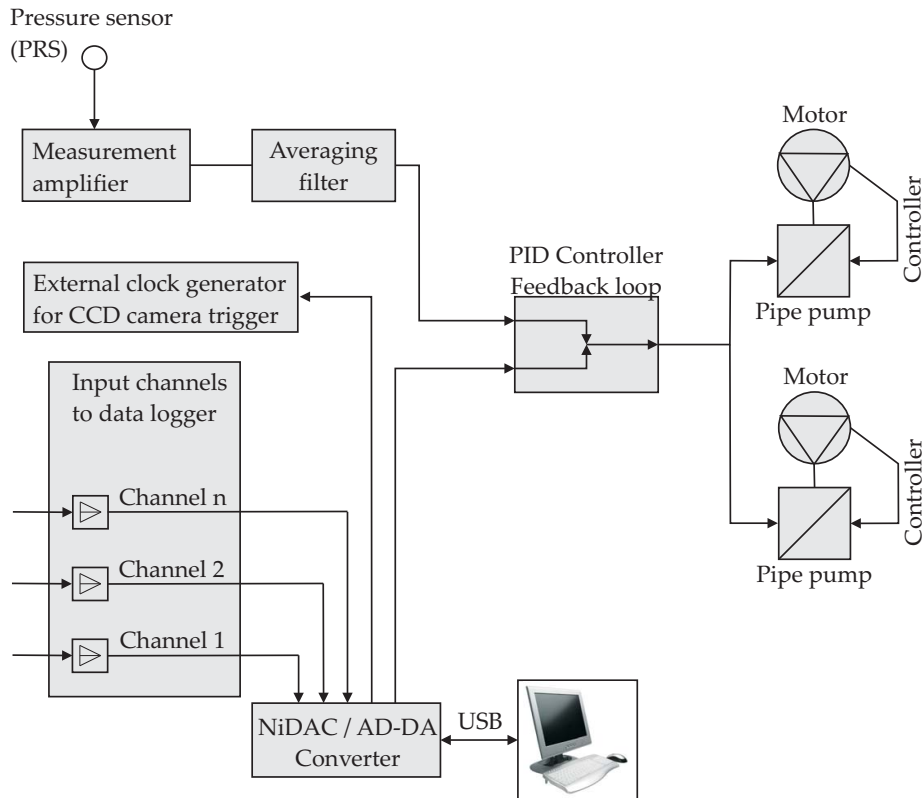 Pressure sensor
(PRS)
Measurement
amplifier
Averaging
filter
External clock generator
for CCD camera trigger
PID Controller
Feedback loop
Motor
Controller
Pipe pump
Motor
Controller
Pipe pump
Input channels
to data logger
Channel n
Channel 2
Channel 1
NiDAC / AD-DA
Converter
USB